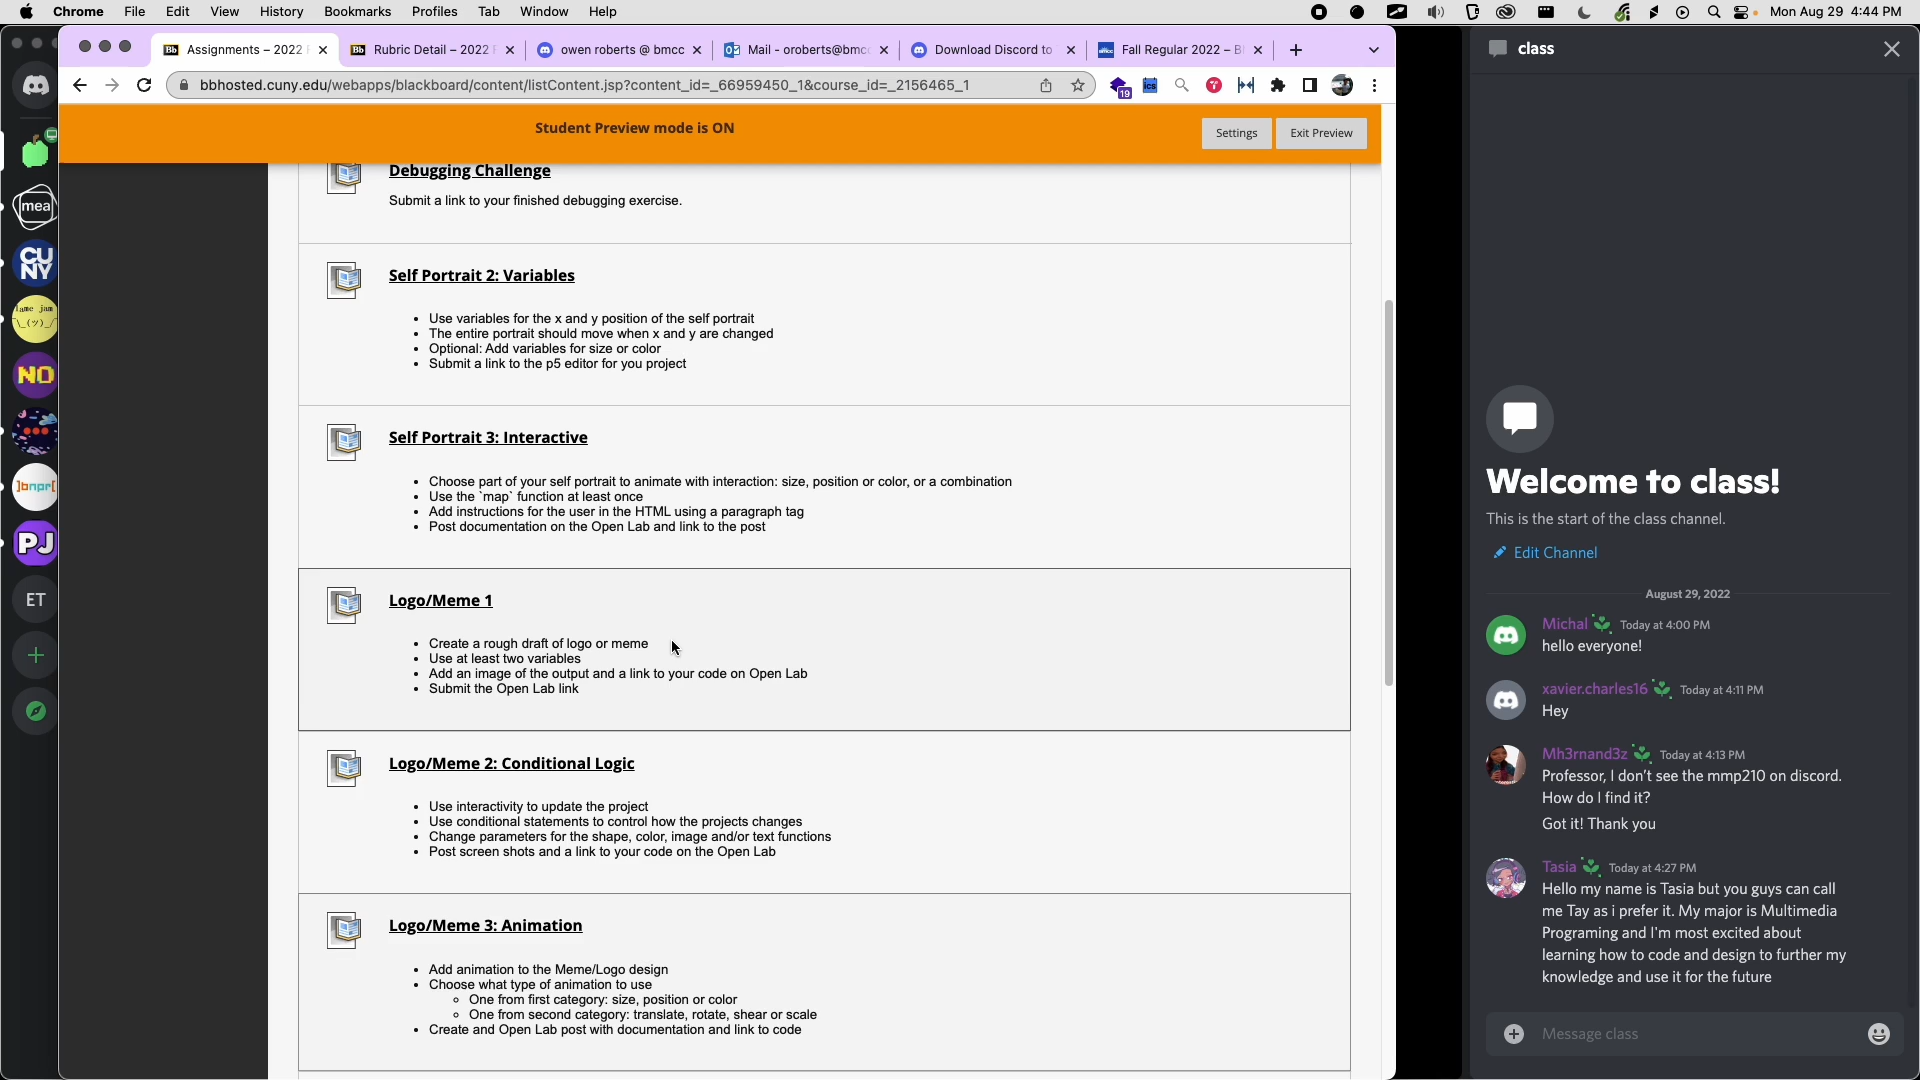 Chrome File Edit View History Bookmarks Profiles Tab Window Help
Mon Aug 29 4:44 PM
Assignments – 2022
Rubric Detail – 2022
owen roberts @ bmcc
Mail - oroberts@bmc
Download Discord to
Fall Regular 2022 –
bbhosted.cuny.edu/webapps/blackboard/content/listContent.jsp?content_id=_66959450_1&course_id=_2156465_1
19
ics
Student Preview mode is ON
Settings
Exit Preview
mea
CU
NY
lame jam
¯\_(ツ)_/
NO
]bnpr[
PJ
ET
Debugging Challenge
Submit a link to your finished debugging exercise.
Self Portrait 2: Variables
Use variables for the x and y position of the self portrait
The entire portrait should move when x and y are changed
Optional: Add variables for size or color
Submit a link to the p5 editor for you project
Self Portrait 3: Interactive
Choose part of your self portrait to animate with interaction: size, position or color, or a combination
Use the `map` function at least once
Add instructions for the user in the HTML using a paragraph tag
Post documentation on the Open Lab and link to the post
Logo/Meme 1
Create a rough draft of logo or meme
Use at least two variables
Add an image of the output and a link to your code on Open Lab
Submit the Open Lab link
Logo/Meme 2: Conditional Logic
Use interactivity to update the project
Use conditional statements to control how the projects changes
Change parameters for the shape, color, image and/or text functions
Post screen shots and a link to your code on the Open Lab
Logo/Meme 3: Animation
Add animation to the Meme/Logo design
Choose what type of animation to use
One from first category: size, position or color
One from second category: translate, rotate, shear or scale
Create and Open Lab post with documentation and link to code
class
Welcome to class!
This is the start of the class channel.
Edit Channel
August 29, 2022
Michal Today at 4:00 PM
hello everyone!
xavier.charles16 Today at 4:11 PM
Hey
Mh3rnand3z Today at 4:13 PM
Professor, I don't see the mmp210 on discord.
How do I find it?
Got it! Thank you
Tasia Today at 4:27 PM
Hello my name is Tasia but you guys can call
me Tay as i prefer it. My major is Multimedia
Programing and I'm most excited about
learning how to code and design to further my
knowledge and use it for the future
Message class